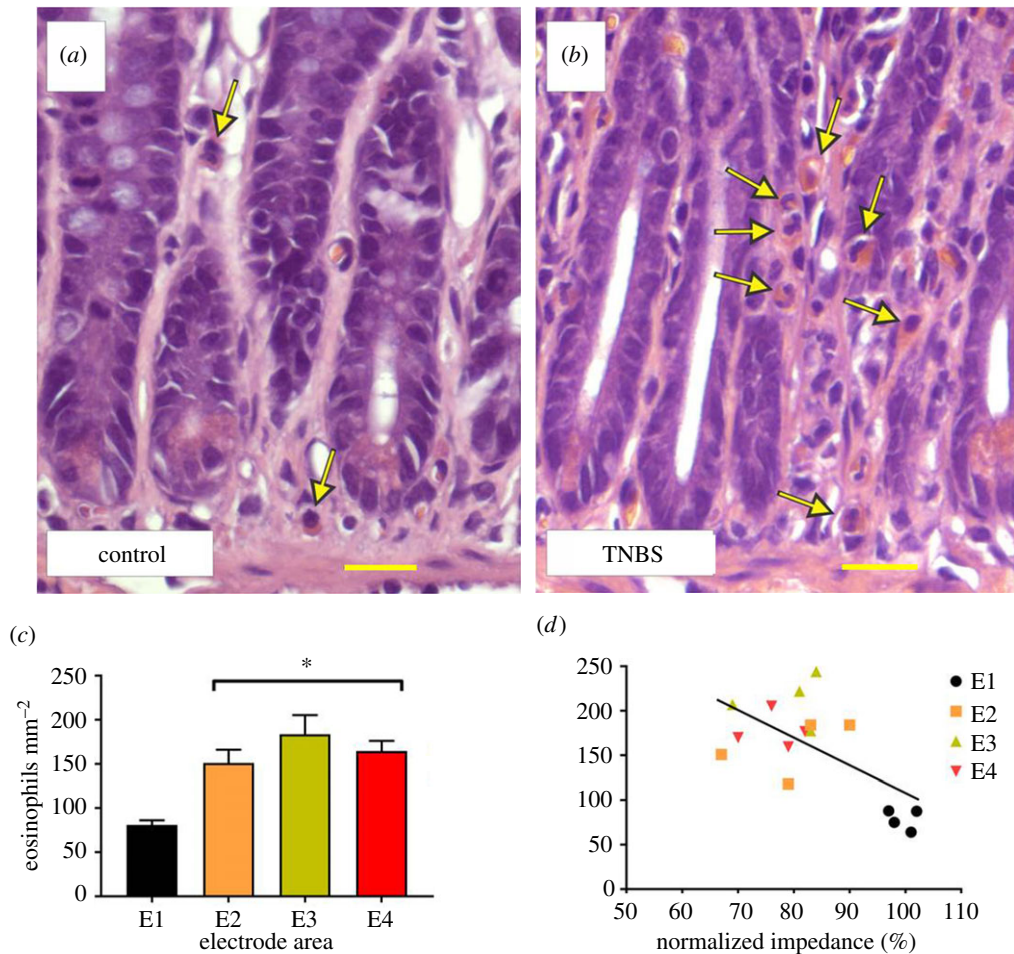 (a)
control
(b)
TNBS
(c)
*
eosinophils mm–2
250
200
150
100
50
0
E1 E2 E3 E4
electrode area
(d)
250
200
150
100
50
0
50 60 70 80 90 100 110
normalized impedance (%)
E1
E2
E3
E4